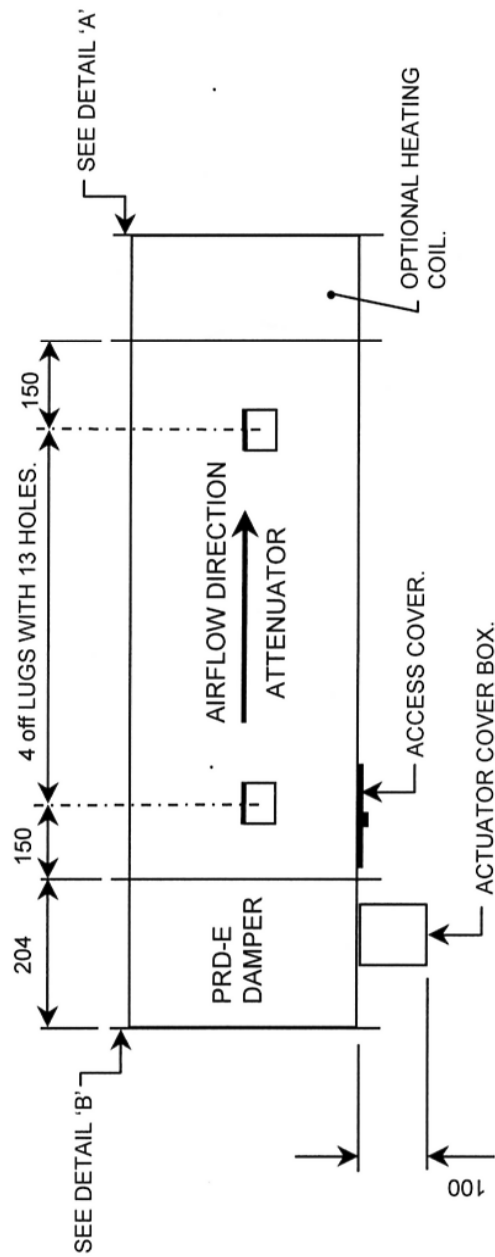 204
150
4 off LUGS WITH 13 HOLES.
150
SEE DETAIL 'B'
SEE DETAIL 'A'
PRD-E
DAMPER
AIRFLOW DIRECTION
ATTENUATOR
100
ACCESS COVER.
ACTUATOR COVER BOX.
OPTIONAL HEATING
COIL.